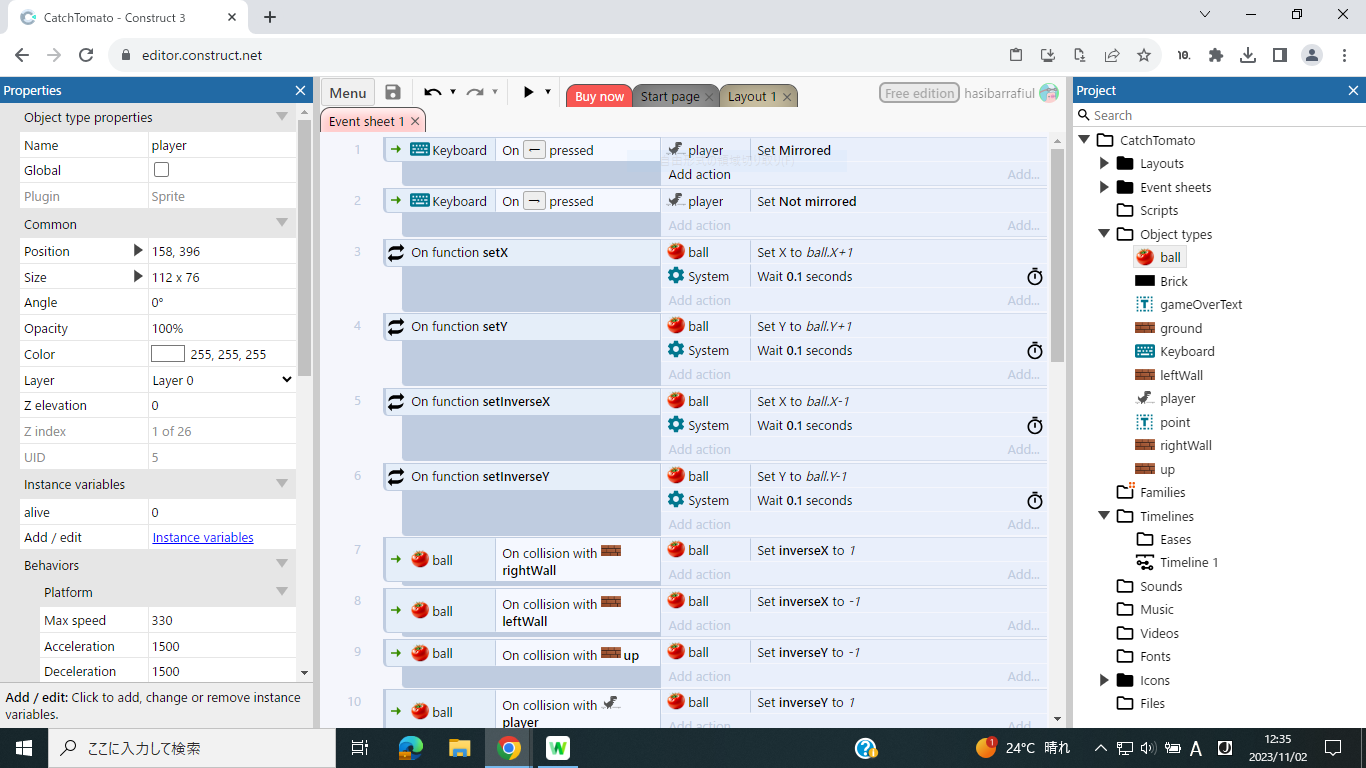 CatchTomato - Construct 3
editor.construct.net
Properties
Object type properties
Name player
Global
Plugin Sprite
Common
Position 158, 396
Size 112 x 76
Angle 0°
Opacity 100%
Color 255, 255, 255
Layer Layer 0
Z elevation 0
Z index 1 of 26
UID 5
Instance variables
alive 0
Add / edit Instance variables
Behaviors
Platform
Max speed 330
Acceleration 1500
Deceleration 1500
Add / edit: Click to add, change or remove instance
variables.
Menu
Buy now Start page Layout 1
Free edition hasibarrafiul
Event sheet 1
1 Keyboard On ← pressed player Set Mirrored
Add action Add...
2 Keyboard On → pressed player Set Not mirrored
Add action Add...
3 On function setX ball Set X to ball.X+1
System Wait 0.1 seconds
Add action Add...
4 On function setY ball Set Y to ball.Y+1
System Wait 0.1 seconds
Add action Add...
5 On function setInverseX ball Set X to ball.X-1
System Wait 0.1 seconds
Add action Add...
6 On function setInverseY ball Set Y to ball.Y-1
System Wait 0.1 seconds
Add action Add...
7 ball On collision with rightWall ball Set inverseX to 1
Add action Add...
8 ball On collision with leftWall ball Set inverseX to -1
Add action Add...
9 ball On collision with up ball Set inverseY to -1
Add action Add...
10 ball On collision with player ball Set inverseY to 1
Add action Add...
Project
Search
CatchTomato
Layouts
Event sheets
Scripts
Object types
ball
Brick
gameOverText
ground
Keyboard
leftWall
player
point
rightWall
up
Families
Timelines
Eases
Timeline 1
Sounds
Music
Videos
Fonts
Icons
Files
ここに入力して検索
1 24°C 晴れ A
12:35
2023/11/02